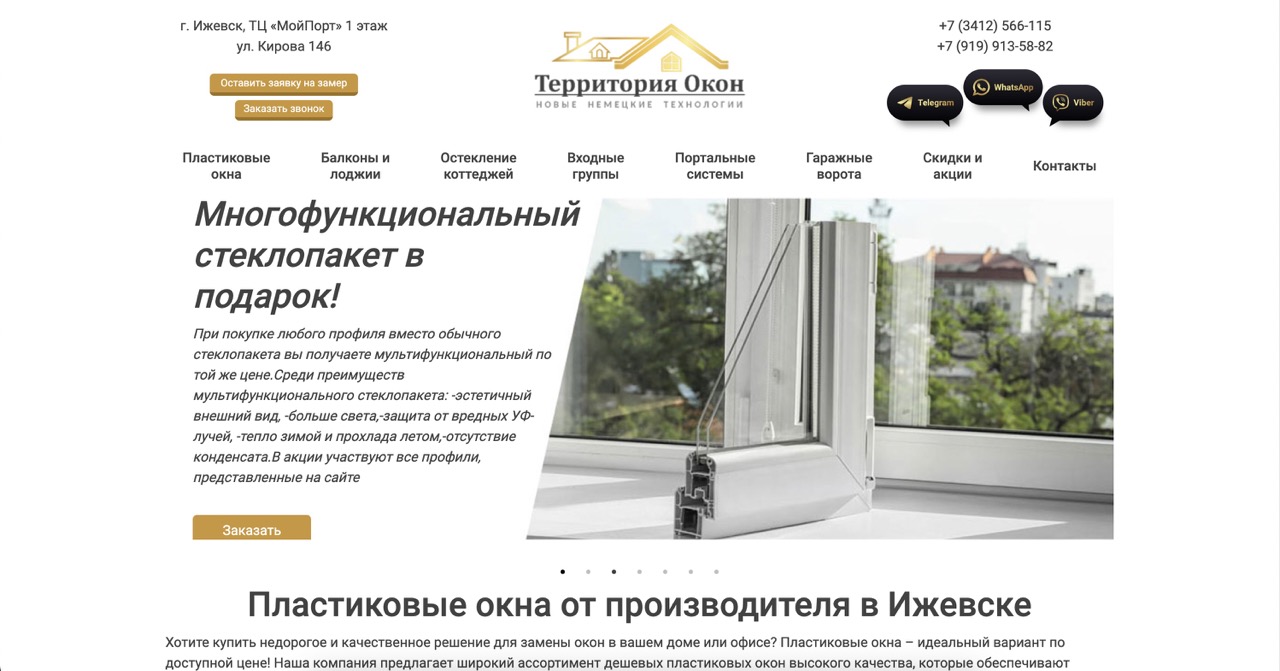 г. Ижевск, ТЦ «МойПорт» 1 этаж
ул. Кирова 146
Оставить заявку на замер
Заказать звонок
Территория Окон
НОВЫЕ НЕМЕЦКИЕ ТЕХНОЛОГИИ
+7 (3412) 566-115
+7 (919) 913-58-82
Telegram
WhatsApp
Viber
Пластиковые
окна
Балконы и
лоджии
Остекление
коттеджей
Входные
группы
Портальные
системы
Гаражные
ворота
Скидки и
акции
Контакты
Многофункциональный
стеклопакет в
подарок!
При покупке любого профиля вместо обычного
стеклопакета вы получаете мультифункциональный по
той же цене.Среди преимуществ
мультифункционального стеклопакета: -эстетичный
внешний вид, -больше света,-защита от вредных УФ-
лучей, -тепло зимой и прохлада летом,-отсутствие
конденсата.В акции участвуют все профили,
представленные на сайте
Заказать
Пластиковые окна от производителя в Ижевске
Хотите купить недорогое и качественное решение для замены окон в вашем доме или офисе? Пластиковые окна – идеальный вариант по
доступной цене! Наша компания предлагает широкий ассортимент дешевых пластиковых окон высокого качества, которые обеспечивают